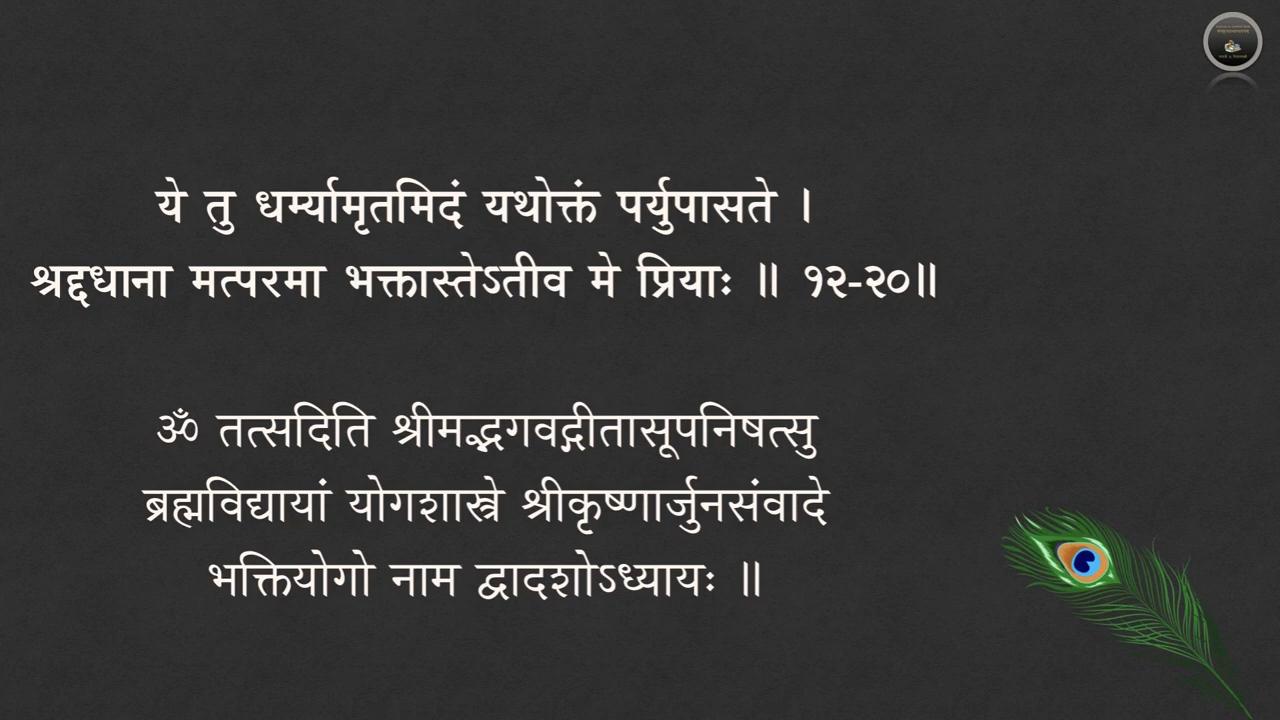 ये तु धर्म्यामृतमिदं यथोक्तं पर्युपासते ।
श्रद्दधाना मत्परमा भक्तास्तेऽतीव मे प्रियाः ॥ १२-२०॥
ॐ तत्सदिति श्रीमद्भगवद्गीतासूपनिषत्सु
ब्रह्मविद्यायां योगशास्त्रे श्रीकृष्णार्जुनसंवादे
भक्तियोगो नाम द्वादशोऽध्यायः ॥